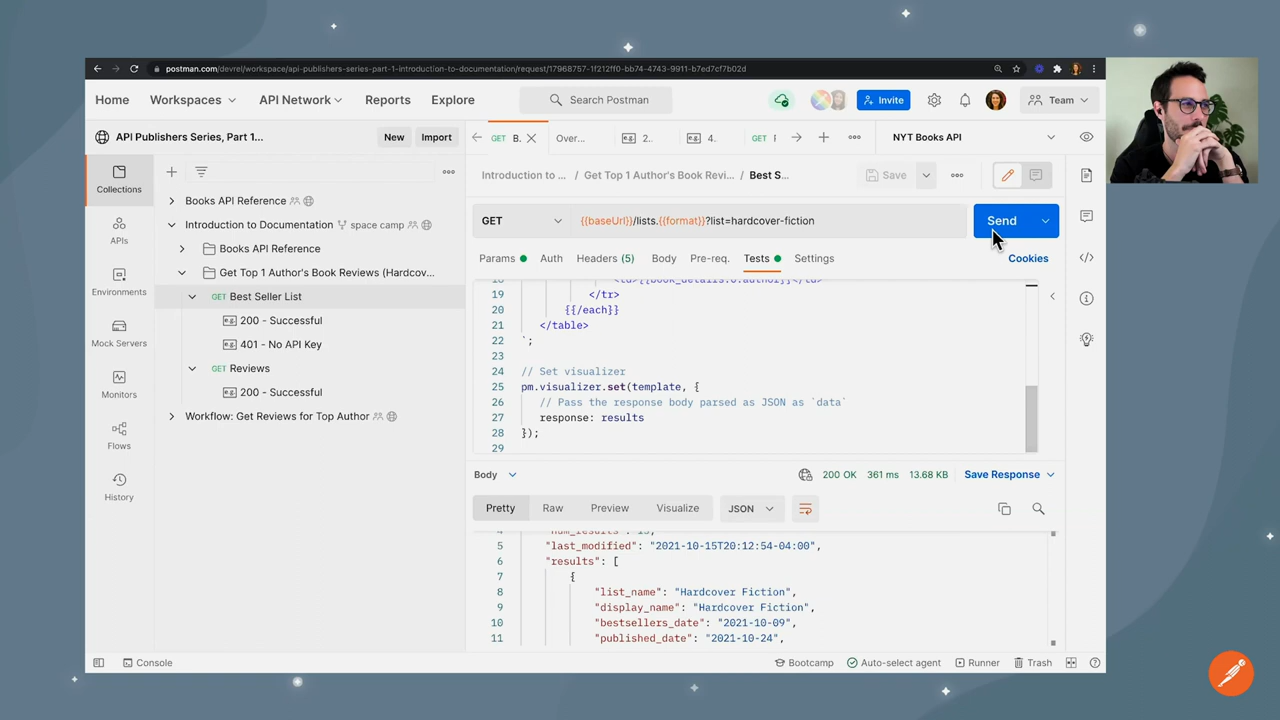 postman.com/devrel/workspace/api-publishers-series-part-1-introduction-to-documentation/request/17968757-1f212ff0-bb74-4743-9911-b7ed7cf7b02d
Home Workspaces API Network Reports Explore Search Postman Invite Team
API Publishers Series, Part 1... New Import
GET B. Over... 2.. 4. GET NYT Books API
Collections
APIs
Environments
Mock Servers
Monitors
Flows
History
Books API Reference
Introduction to Documentation space camp
Books API Reference
Get Top 1 Author's Book Reviews (Hardcov...
GET Best Seller List
200 - Successful
401 - No API Key
GET Reviews
200 - Successful
Workflow: Get Reviews for Top Author
Introduction to ... / Get Top 1 Author's Book Revi... / Best S... Save
GET {{baseUrl}}/lists.{{format}}?list=hardcover-fiction Send
Params Auth Headers (5) Body Pre-req. Tests Settings Cookies
18 <td>{{book_details.0.author}}</td>
19 </tr>
20 {{/each}}
21 </table>
22 `;
23
24 // Set visualizer
25 pm.visualizer.set(template, {
26 // Pass the response body parsed as JSON as `data`
27 response: results
28 });
29
Body 200 OK 361 ms 13.68 KB Save Response
Pretty Raw Preview Visualize JSON
4 "num_results": 15,
5 "last_modified": "2021-10-15T20:12:54-04:00",
6 "results": [
7 {
8 "list_name": "Hardcover Fiction",
9 "display_name": "Hardcover Fiction",
10 "bestsellers_date": "2021-10-09",
11 "published_date": "2021-10-24",
Console Bootcamp Auto-select agent Runner Trash